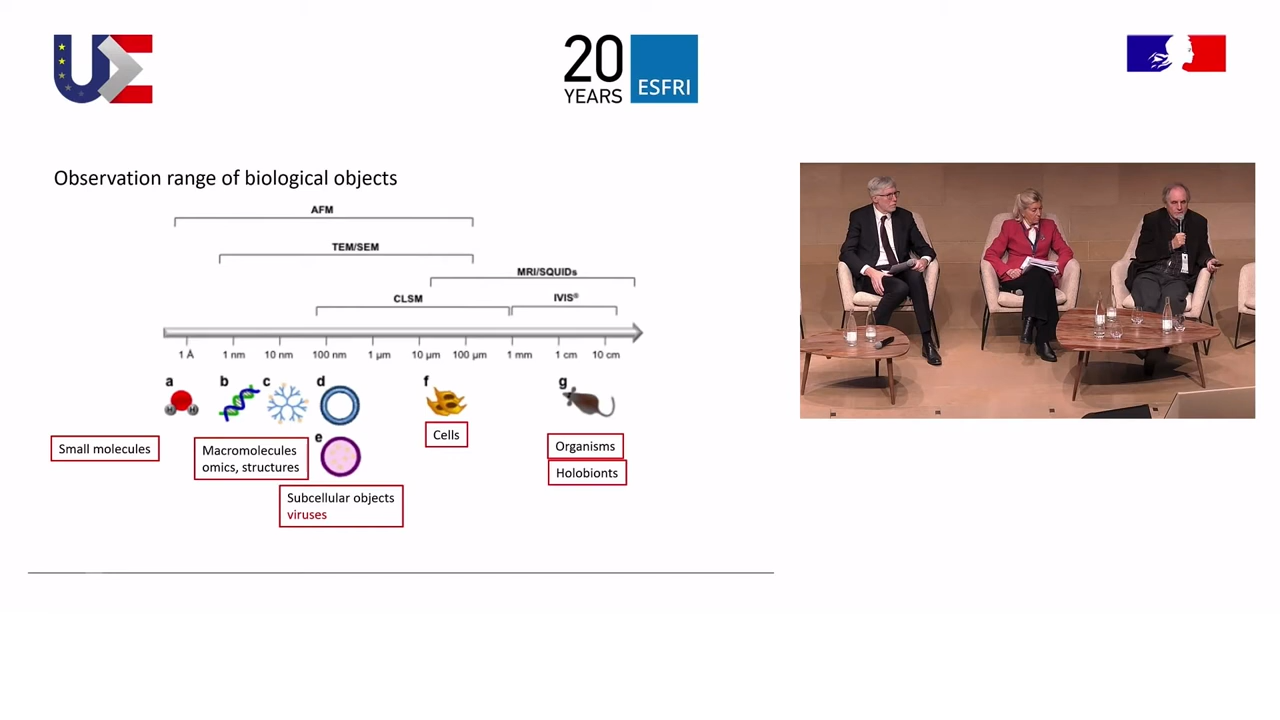 UE
20
YEARS
ESFRI
Observation range of biological objects
AFM
TEM/SEM
MRI/SQUIDs
CLSM
IVIS®
1 Å
1 nm
10 nm
100 nm
1 µm
10 µm
100 µm
1 mm
1 cm
10 cm
a
b
c
d
f
g
H
H
e
Small molecules
Macromolecules
omics, structures
Cells
Organisms
Holobionts
Subcellular objects
viruses